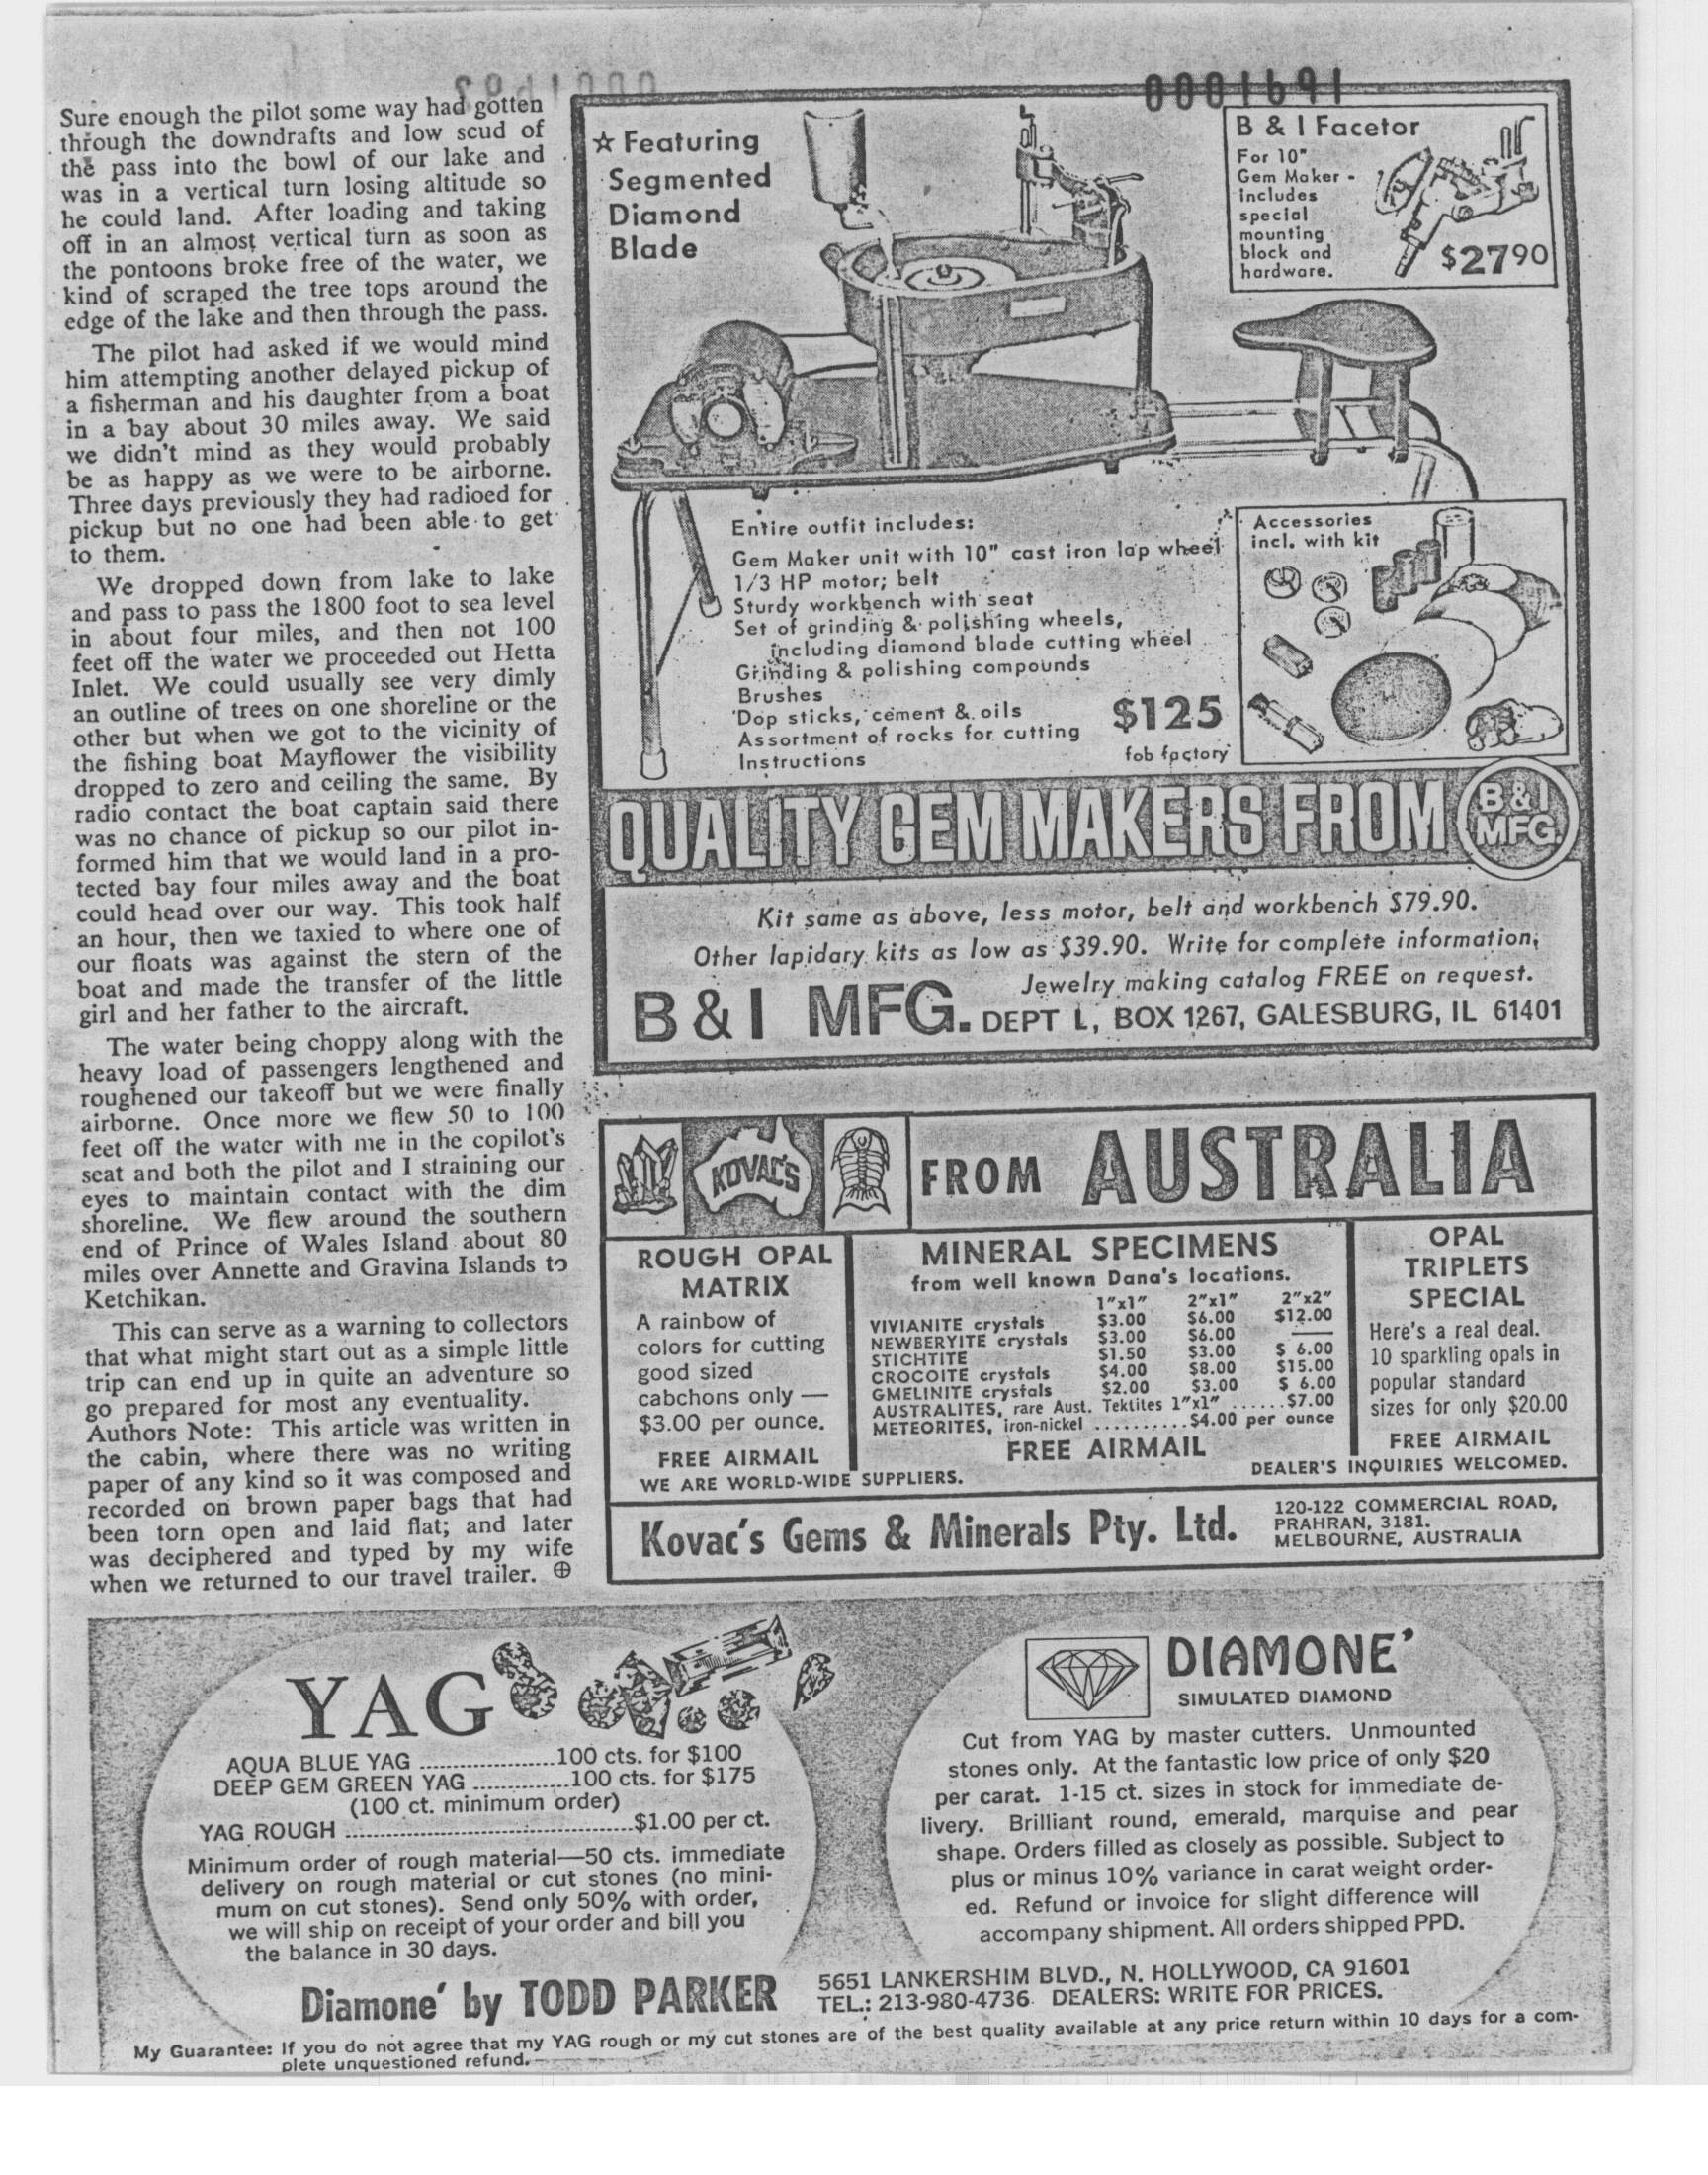 0001691
Sure enough the pilot some way had gotten
through the downdrafts and low scud of
the pass into the bowl of our lake and
was in a vertical turn losing altitude so
he could land. After loading and taking
off in an almost vertical turn as soon as
the pontoons broke free of the water, we
kind of scraped the tree tops around the
edge of the lake and then through the pass.
The pilot had asked if we would mind
him attempting another delayed pickup of
a fisherman and his daughter from a boat
in a bay about 30 miles away. We said
we didn't mind as they would probably
be as happy as we were to be airborne.
Three days previously they had radioed for
pickup but no one had been able to get
to them.
We dropped down from lake to lake
and pass to pass the 1800 foot to sea level
in about four miles, and then not 100
feet off the water we proceeded out Hetta
Inlet. We could usually see very dimly
an outline of trees on one shoreline or the
other but when we got to the vicinity of
the fishing boat Mayflower the visibility
dropped to zero and ceiling the same. By
radio contact the boat captain said there
was no chance of pickup so our pilot in-
formed him that we would land in a pro-
tected bay four miles away and the boat
could head over our way. This took half
an hour, then we taxied to where one of
our floats was against the stern of the
boat and made the transfer of the little
girl and her father to the aircraft.
The water being choppy along with the
heavy load of passengers lengthened and
roughened our takeoff but we were finally
airborne. Once more we flew 50 to 100
feet off the water with me in the copilot's
seat and both the pilot and I straining our
eyes to maintain contact with the dim
shoreline. We flew around the southern
end of Prince of Wales Island about 80
miles over Annette and Gravina Islands to
Ketchikan.
This can serve as a warning to collectors
that what might start out as a simple little
trip can end up in quite an adventure so
go prepared for most any eventuality.
Authors Note: This article was written in
the cabin, where there was no writing
paper of any kind so it was composed and
recorded on brown paper bags that had
been torn open and laid flat; and later
was deciphered and typed by my wife
when we returned to our travel trailer. ⊕
☆ Featuring
Segmented
Diamond
Blade
B & I Facetor
For 10"
Gem Maker -
includes
special
mounting
block and
hardware.
$2790
Entire outfit includes:
Gem Maker unit with 10" cast iron lap wheel
1/3 HP motor; belt
Sturdy workbench with seat
Set of grinding & polishing wheels,
including diamond blade cutting wheel
Grinding & polishing compounds
Brushes
Dop sticks, cement & oils
Assortment of rocks for cutting
Instructions
$125
fob factory
Accessories
incl. with kit
QUALITY GEM MAKERS FROM B & I MFG.
Kit same as above, less motor, belt and workbench $79.90.
Other lapidary kits as low as $39.90. Write for complete information;
Jewelry making catalog FREE on request.
B & I MFG. DEPT L, BOX 1267, GALESBURG, IL 61401
KOVAC'S
FROM AUSTRALIA
ROUGH OPAL
MATRIX
A rainbow of
colors for cutting
good sized
cabchons only —
$3.00 per ounce.
FREE AIRMAIL
MINERAL SPECIMENS
from well known Dana's locations.
1"x1" 2"x1" 2"x2"
VIVIANITE crystals $3.00 $6.00 $12.00
NEWBERYITE crystals $3.00 $6.00 ——
STICHTITE $1.50 $3.00 $ 6.00
CROCOITE crystals $4.00 $8.00 $15.00
GMELINITE crystals $2.00 $3.00 $ 6.00
AUSTRALITES, rare Aust. Tektites 1"x1" ......$7.00
METEORITES, iron-nickel ..........$4.00 per ounce
FREE AIRMAIL
OPAL
TRIPLETS
SPECIAL
Here's a real deal.
10 sparkling opals in
popular standard
sizes for only $20.00
FREE AIRMAIL
WE ARE WORLD-WIDE SUPPLIERS.
DEALER'S INQUIRIES WELCOMED.
Kovac's Gems & Minerals Pty. Ltd.
120-122 COMMERCIAL ROAD,
PRAHRAN, 3181.
MELBOURNE, AUSTRALIA
YAG
AQUA BLUE YAG ..................100 cts. for $100
DEEP GEM GREEN YAG .............100 cts. for $175
(100 ct. minimum order)
YAG ROUGH ......................................$1.00 per ct.
Minimum order of rough material—50 cts. immediate
delivery on rough material or cut stones (no mini-
mum on cut stones). Send only 50% with order,
we will ship on receipt of your order and bill you
the balance in 30 days.
DIAMONE'
SIMULATED DIAMOND
Cut from YAG by master cutters. Unmounted
stones only. At the fantastic low price of only $20
per carat. 1-15 ct. sizes in stock for immediate de-
livery. Brilliant round, emerald, marquise and pear
shape. Orders filled as closely as possible. Subject to
plus or minus 10% variance in carat weight order-
ed. Refund or invoice for slight difference will
accompany shipment. All orders shipped PPD.
Diamone' by TODD PARKER
5651 LANKERSHIM BLVD., N. HOLLYWOOD, CA 91601
TEL.: 213-980-4736 DEALERS: WRITE FOR PRICES.
My Guarantee: If you do not agree that my YAG rough or my cut stones are of the best quality available at any price return within 10 days for a com-
plete unquestioned refund.